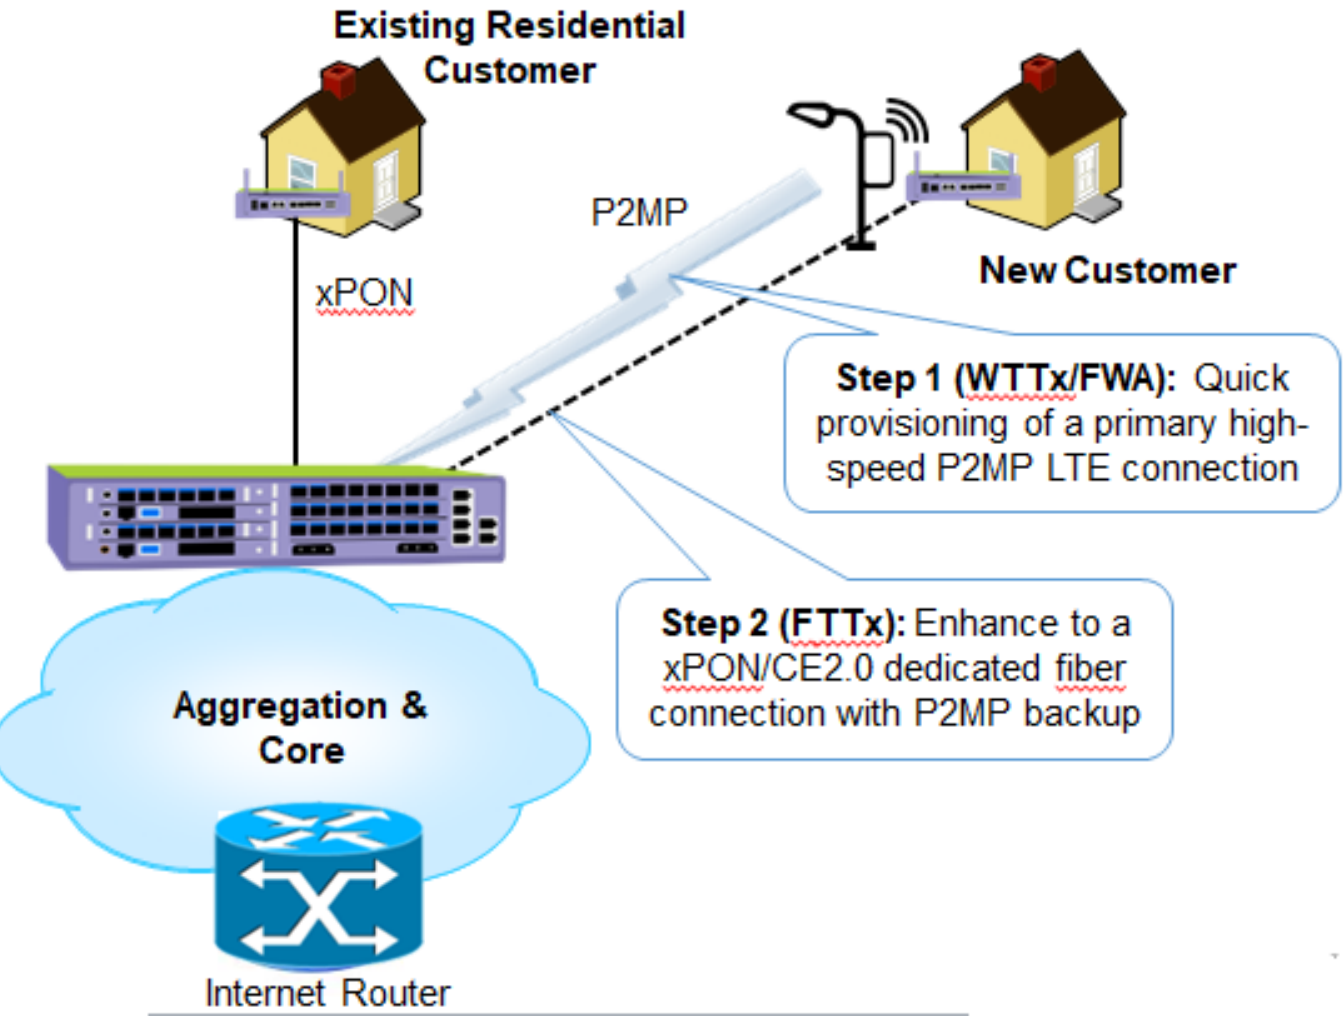 Existing Residential
Customer
P2MP
xPON
New Customer
Step 1 (WTTx/FWA): Quick
provisioning of a primary high-
speed P2MP LTE connection
Step 2 (FTTx): Enhance to a
xPON/CE2.0 dedicated fiber
connection with P2MP backup
Aggregation &
Core
Internet Router